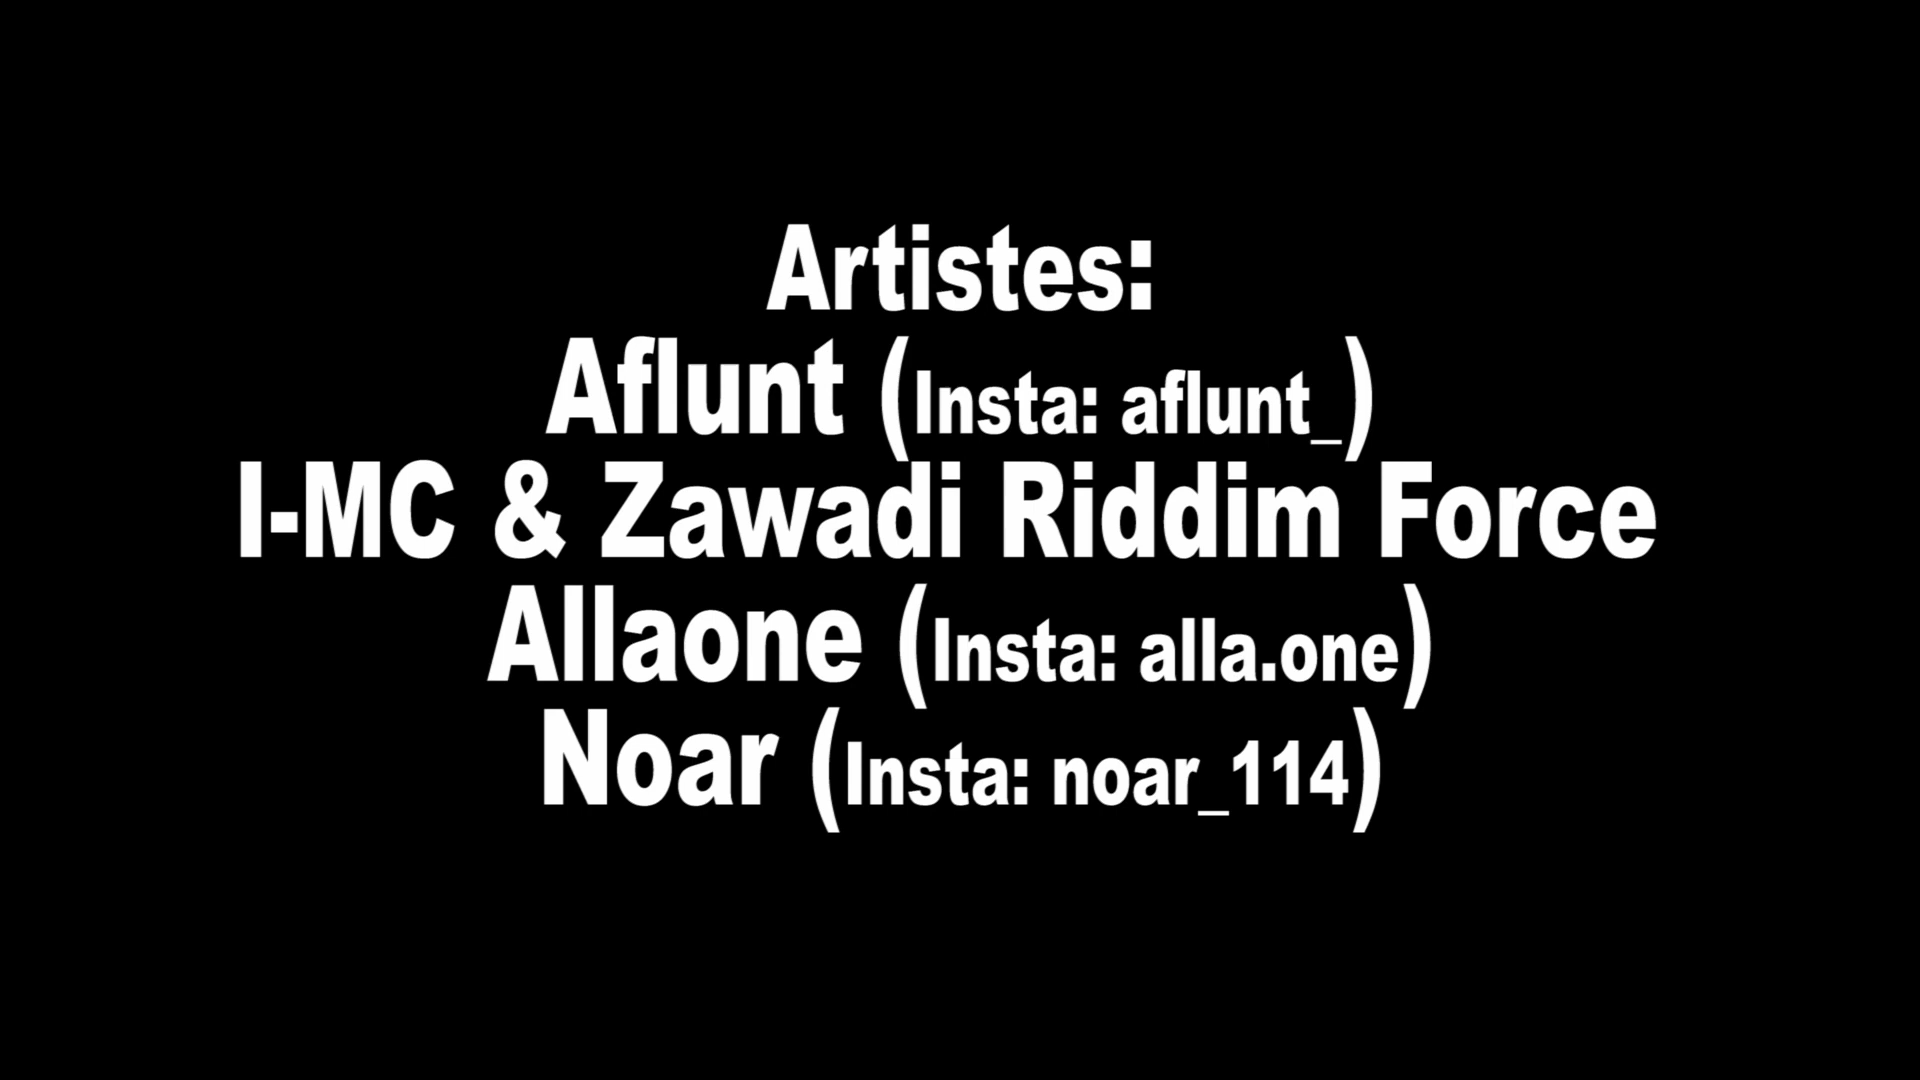 Artistes:
Aflunt (Insta: aflunt_)
I-MC & Zawadi Riddim Force
Allaone (Insta: alla.one)
Noar (Insta: noar_114)